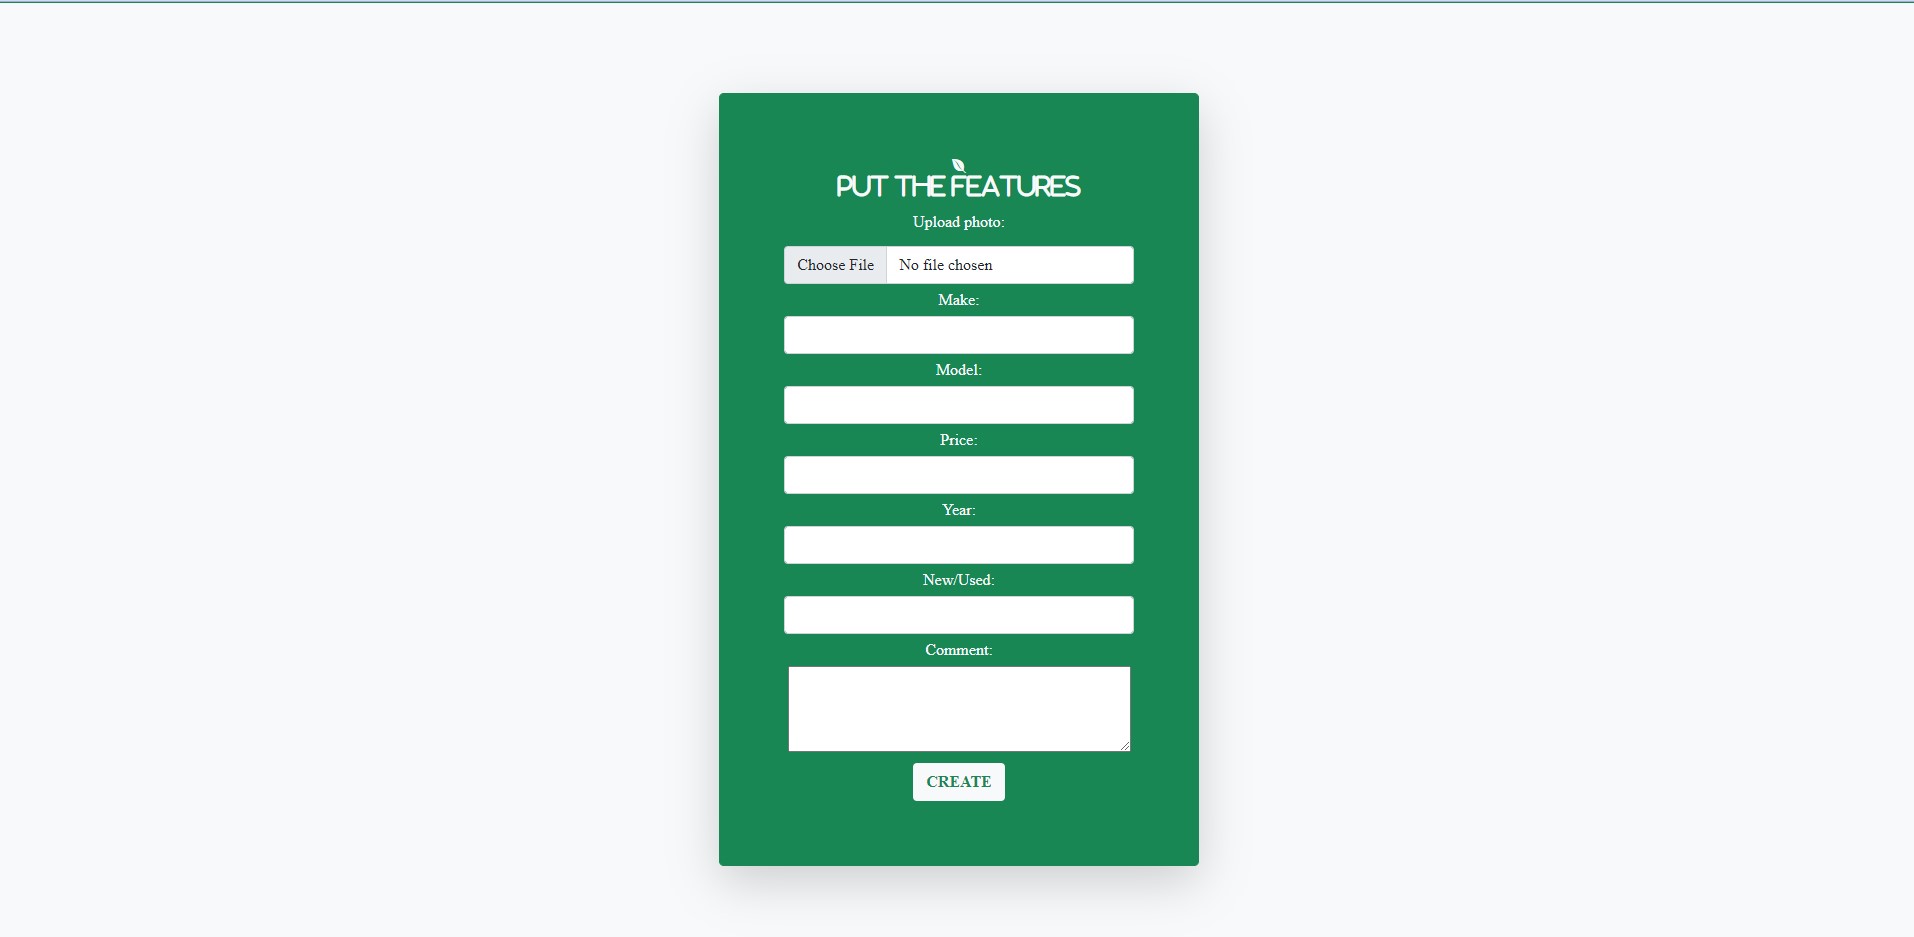 PUT THE FEATURES
Upload photo:
Choose File No file chosen
Make:
Model:
Price:
Year:
New/Used:
Comment:
CREATE